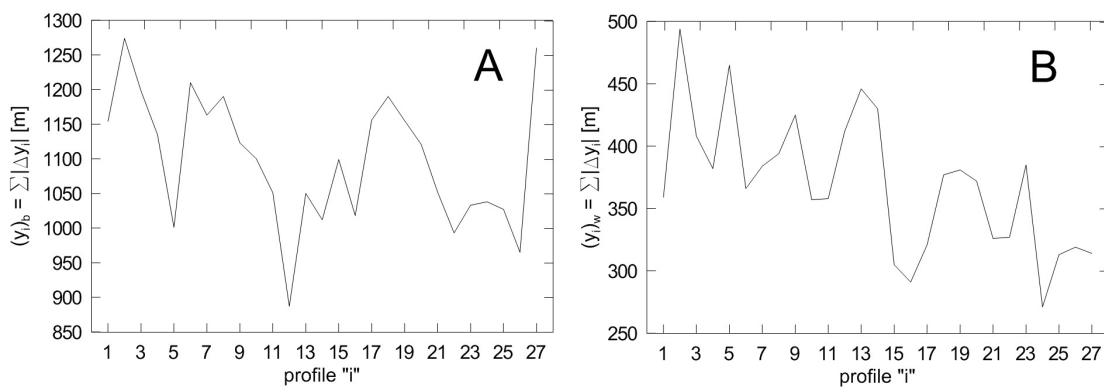 1300
1250
1200
1150
1100
1050
1000
950
900
850
(yᵢ)_b = ∑|Δyᵢ| [m]
A
1 3 5 7 9 11 13 15 17 19 21 23 25 27
profile "i"
500
450
400
350
300
250
(yᵢ)_w = ∑|Δyᵢ| [m]
B
1 3 5 7 9 11 13 15 17 19 21 23 25 27
profile "i"